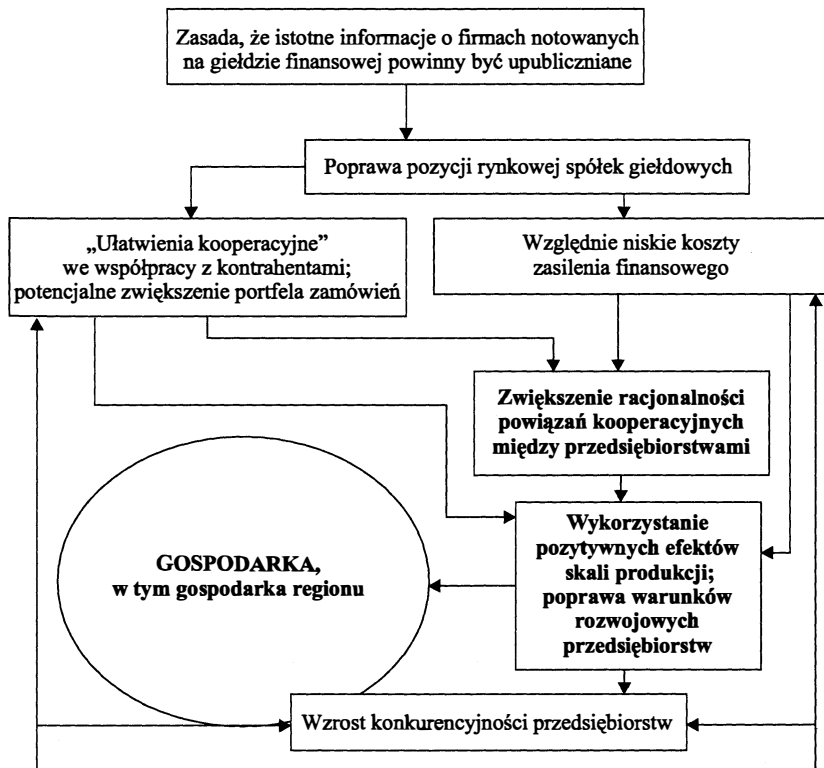 Zasada, że istotne informacje o firmach notowanych
na giełdzie finansowej powinny być upubliczniane
Poprawa pozycji rynkowej spółek giełdowych
„Ułatwienia kooperacyjne”
we współpracy z kontrahentami;
potencjalne zwiększenie portfela zamówień
Względnie niskie koszty
zasilenia finansowego
Zwiększenie racjonalności
powiązań kooperacyjnych
między przedsiębiorstwami
Wykorzystanie
pozytywnych efektów
skali produkcji;
poprawa warunków
rozwojowych
przedsiębiorstw
GOSPODARKA,
w tym gospodarka regionu
Wzrost konkurencyjności przedsiębiorstw